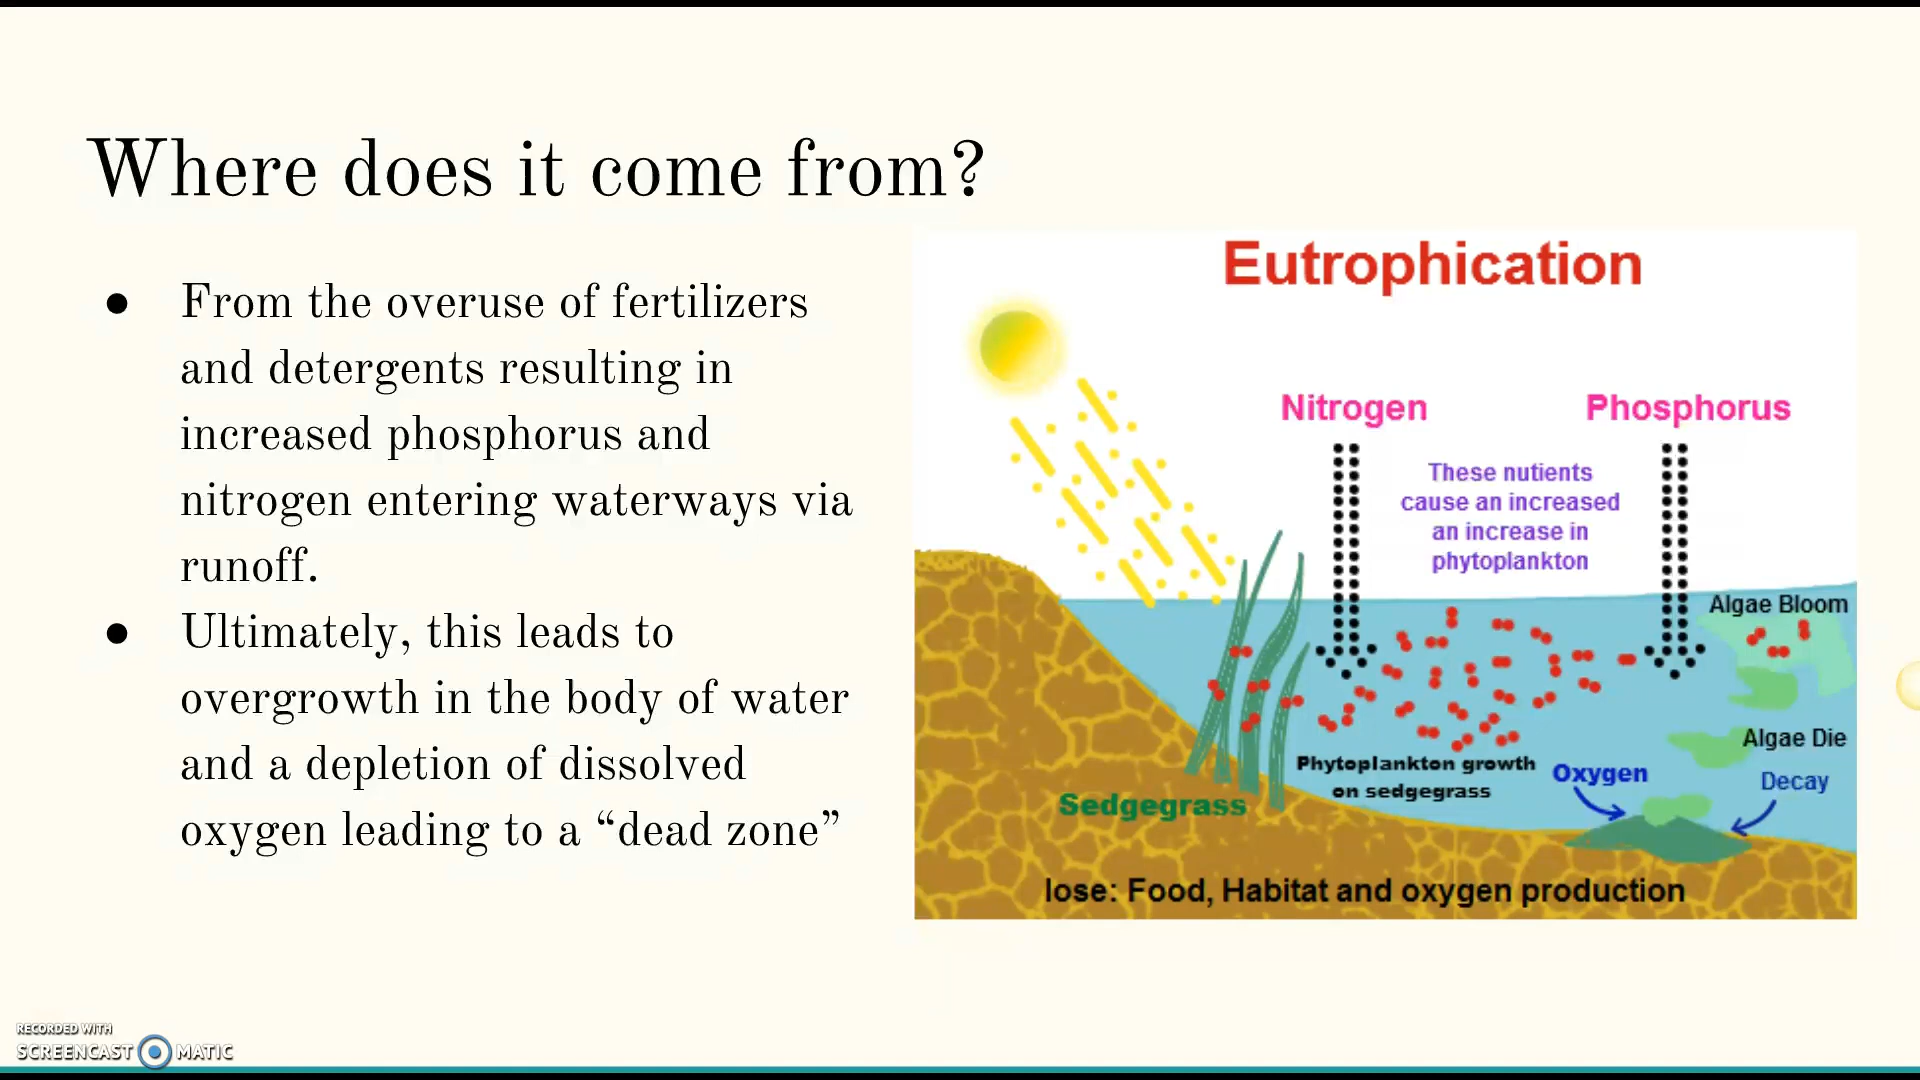 Where does it come from?
● From the overuse of fertilizers
and detergents resulting in
increased phosphorus and
nitrogen entering waterways via
runoff.
● Ultimately, this leads to
overgrowth in the body of water
and a depletion of dissolved
oxygen leading to a “dead zone”
Eutrophication
Nitrogen
Phosphorus
These nutients
cause an increased
an increase in
phytoplankton
Algae Bloom
Algae Die
Decay
Oxygen
Phytoplankton growth
on sedgegrass
Sedgegrass
lose: Food, Habitat and oxygen production
RECORDED WITH
SCREENCAST MATIC